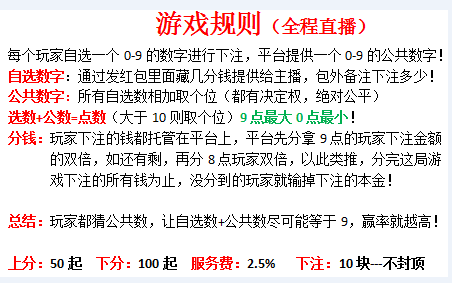 游戏规则（全程直播）
每个玩家自选一个 0-9 的数字进行下注，平台提供一个 0-9 的公共数字！
自选数字：通过发红包里面藏几分钱提供给主播，包外备注下注多少！
公共数字：所有自选数字相加取个位（都有决定权，绝对公平）
选数+公数=点数（大于 10 则取个位）9 点最大 0 点最小！
分钱：玩家下注的钱都托管在平台上，平台先分拿 9 点的玩家下注金额
的双倍，如还有剩，再分 8 点玩家双倍，以此类推，分完这局游
戏下注的所有钱为止，没分到的玩家就输掉下注的本金！
总结：玩家都猜公共数，让自选数+公共数尽可能等于 9，赢率就越高！
上分：50 起 下分：100 起 服务费：2.5% 下注：10 块---不封顶